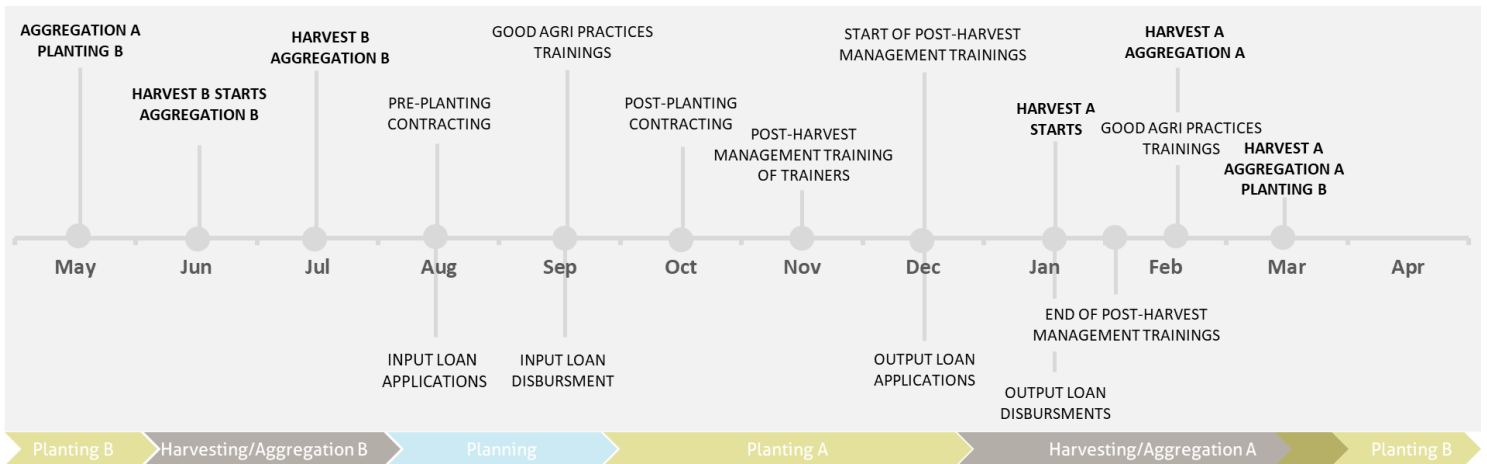 AGGREGATION A
PLANTING B
HARVEST B STARTS
AGGREGATION B
HARVEST B
AGGREGATION B
PRE-PLANTING
CONTRACTING
GOOD AGRI PRACTICES
TRAININGS
POST-PLANTING
CONTRACTING
POST-HARVEST
MANAGEMENT TRAINING
OF TRAINERS
START OF POST-HARVEST
MANAGEMENT TRAININGS
HARVEST A
STARTS
HARVEST A
AGGREGATION A
GOOD AGRI PRACTICES
TRAININGS
HARVEST A
AGGREGATION A
PLANTING B
May
Jun
Jul
Aug
Sep
Oct
Nov
Dec
Jan
Feb
Mar
Apr
INPUT LOAN
APPLICATIONS
INPUT LOAN
DISBURSMENT
OUTPUT LOAN
APPLICATIONS
END OF POST-HARVEST
MANAGEMENT TRAININGS
OUTPUT LOAN
DISBURSMENTS
Planting B
Harvesting/Aggregation B
Planning
Planting A
Harvesting/Aggregation A
Planting B